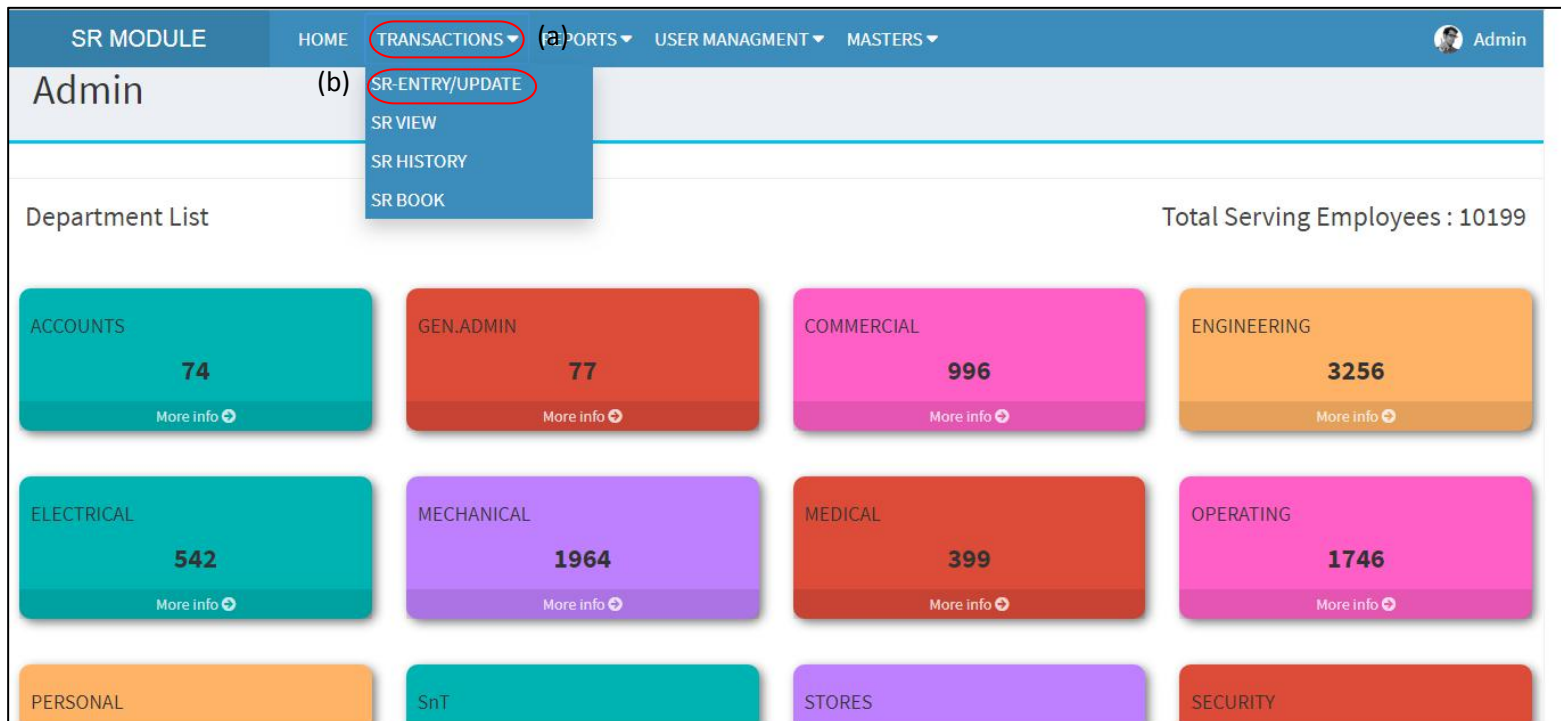 SR MODULE HOME TRANSACTIONS (a) REPORTS USER MANAGMENT MASTERS Admin
Admin
(b) SR-ENTRY/UPDATE
SR VIEW
SR HISTORY
SR BOOK
Department List
Total Serving Employees : 10199
ACCOUNTS
74
More info
GEN.ADMIN
77
More info
COMMERCIAL
996
More info
ENGINEERING
3256
More info
ELECTRICAL
542
More info
MECHANICAL
1964
More info
MEDICAL
399
More info
OPERATING
1746
More info
PERSONAL
SnT
STORES
SECURITY